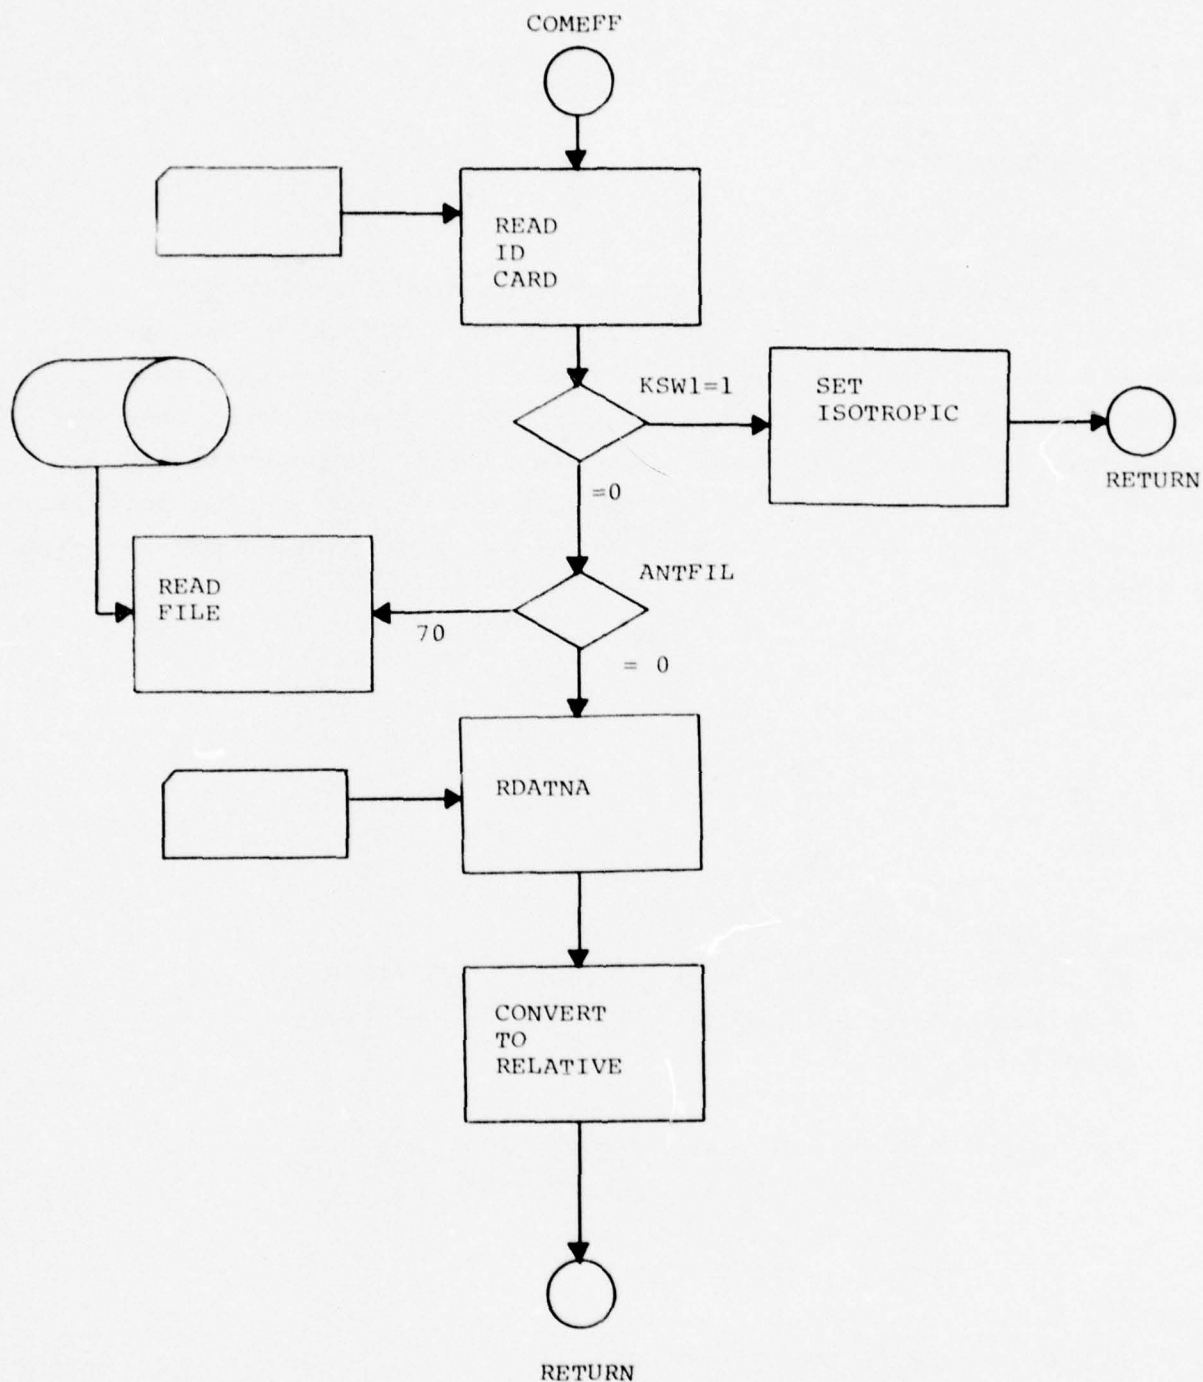 COMEFF
READ
ID
CARD
KSW1=1
SET
ISOTROPIC
RETURN
=0
ANTFIL
READ
FILE
70
= 0
RDATNA
CONVERT
TO
RELATIVE
RETURN